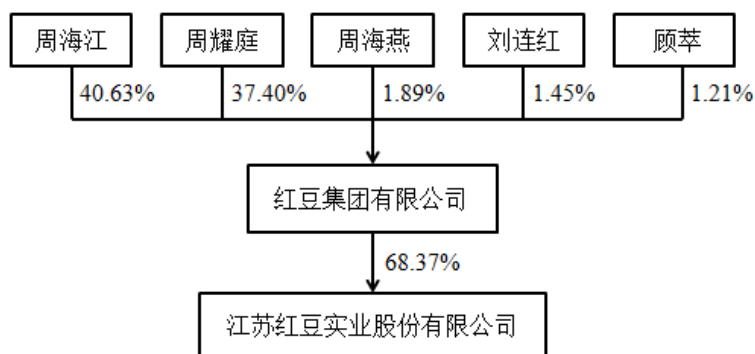 周海江 周耀庭 周海燕 刘连红 顾萃
40.63% 37.40% 1.89% 1.45% 1.21%
红豆集团有限公司
68.37%
江苏红豆实业股份有限公司